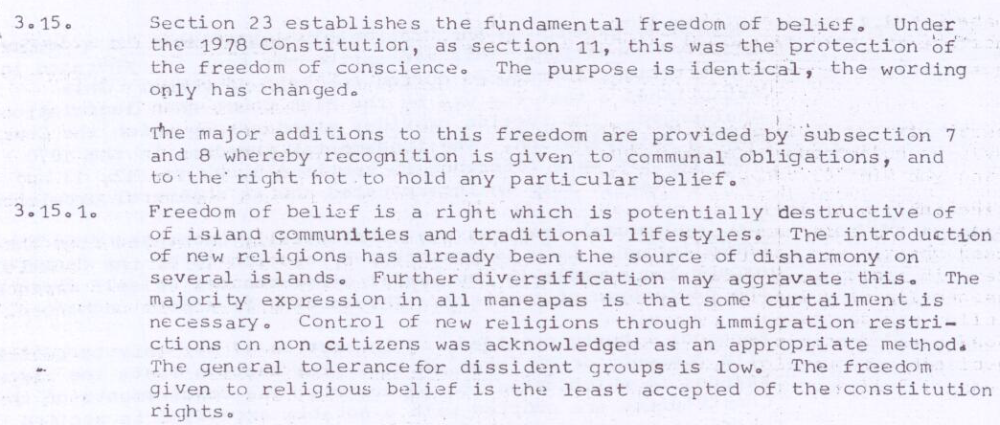 3.15. Section 23 establishes the fundamental freedom of belief. Under
the 1978 Constitution, as section 11, this was the protection of
the freedom of conscience. The purpose is identical, the wording
only has changed.
The major additions to this freedom are provided by subsection 7
and 8 whereby recognition is given to communal obligations, and
to the right not to hold any particular belief.
3.15.1. Freedom of belief is a right which is potentially destructive of
of island communities and traditional lifestyles. The introduction
of new religions has already been the source of disharmony on
several islands. Further diversification may aggravate this. The
majority expression in all maneapas is that some curtailment is
necessary. Control of new religions through immigration restri-
ctions on non citizens was acknowledged as an appropriate method.
The general tolerance for dissident groups is low. The freedom
given to religious belief is the least accepted of the constitution
rights.